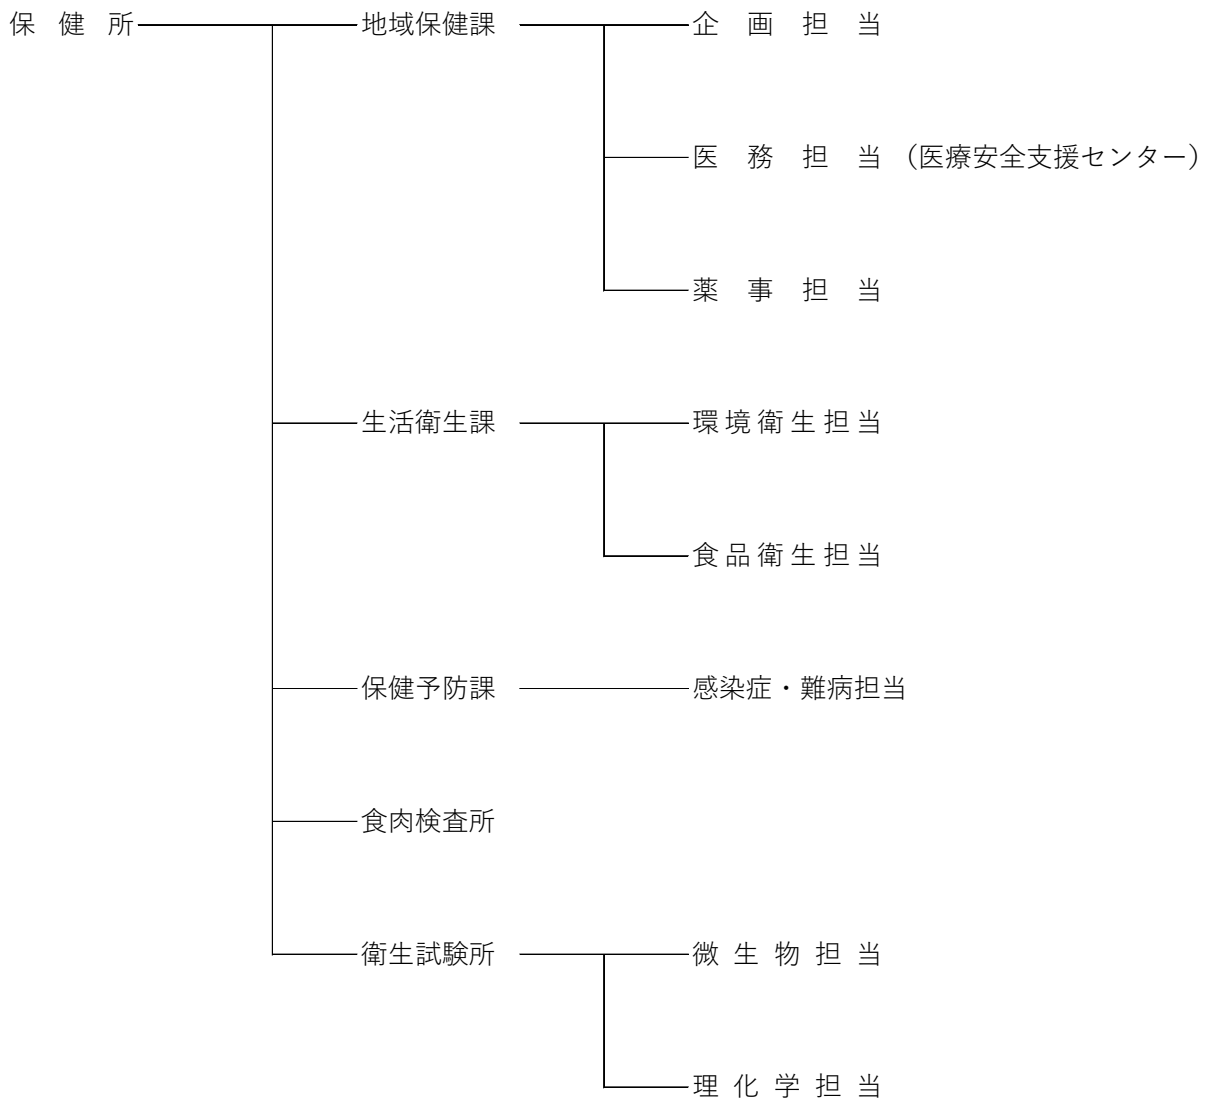 保健所 地域保健課 企画担当
医務担当（医療安全支援センター）
薬事担当
生活衛生課 環境衛生担当
食品衛生担当
保健予防課 感染症・難病担当
食肉検査所
衛生試験所 微生物担当
理化学担当